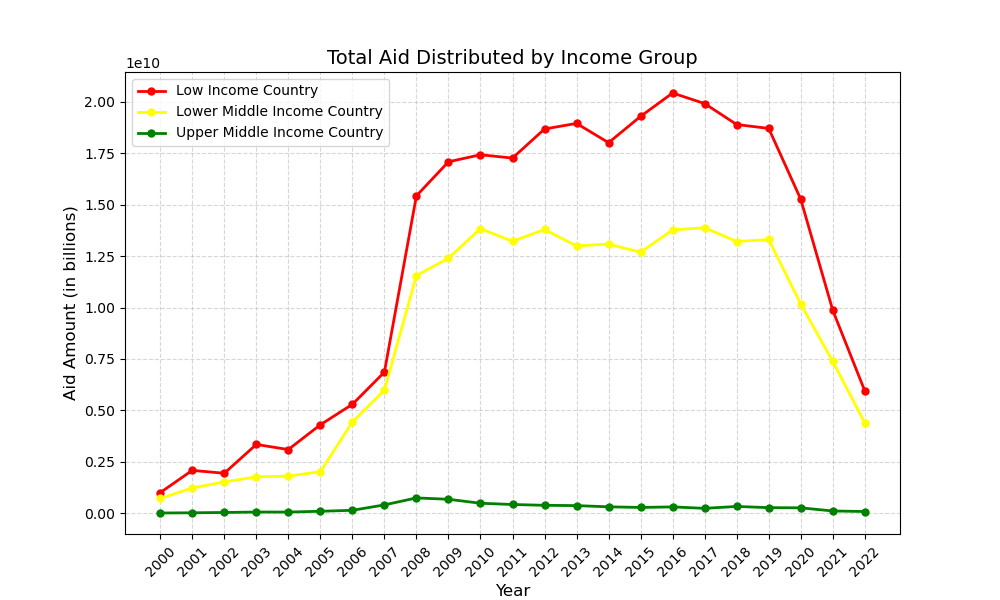 Total Aid Distributed by Income Group
1e10
Low Income Country
Lower Middle Income Country
Upper Middle Income Country
2.00
1.75
1.50
1.25
1.00
0.75
0.50
0.25
0.00
Aid Amount (in billions)
2000 2001 2002 2003 2004 2005 2006 2007 2008 2009 2010 2011 2012 2013 2014 2015 2016 2017 2018 2019 2020 2021 2022
Year